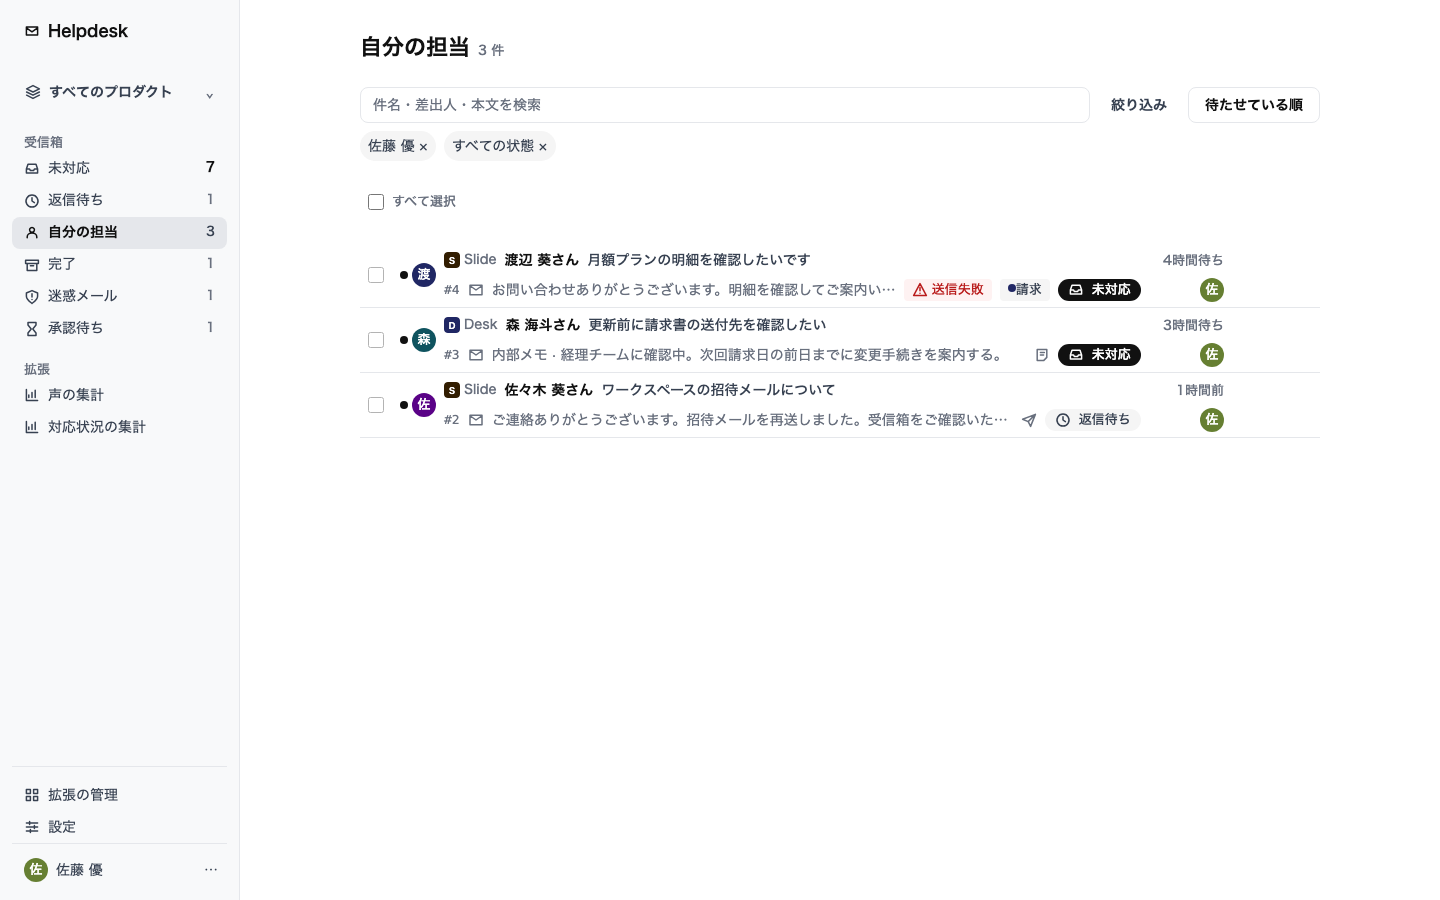 Helpdesk
すべてのプロダクト
受信箱
未対応 7
返信待ち 1
自分の担当 3
完了 1
迷惑メール 1
承認待ち 1
拡張
声の集計
対応状況の集計
拡張の管理
設定
佐 佐藤 優 …
自分の担当 3 件
件名・差出人・本文を検索 絞り込み 待たせている順
佐藤 優 × すべての状態 ×
すべて選択
渡 S Slide 渡辺 葵さん 月額プランの明細を確認したいです 4時間待ち
#4 お問い合わせありがとうございます。明細を確認してご案内い… 送信失敗 請求 未対応 佐
森 D Desk 森 海斗さん 更新前に請求書の送付先を確認したい 3時間待ち
#3 内部メモ · 経理チームに確認中。次回請求日の前日までに変更手続きを案内する。 未対応 佐
佐 S Slide 佐々木 葵さん ワークスペースの招待メールについて 1時間前
#2 ご連絡ありがとうございます。招待メールを再送しました。受信箱をご確認いた… 返信待ち 佐